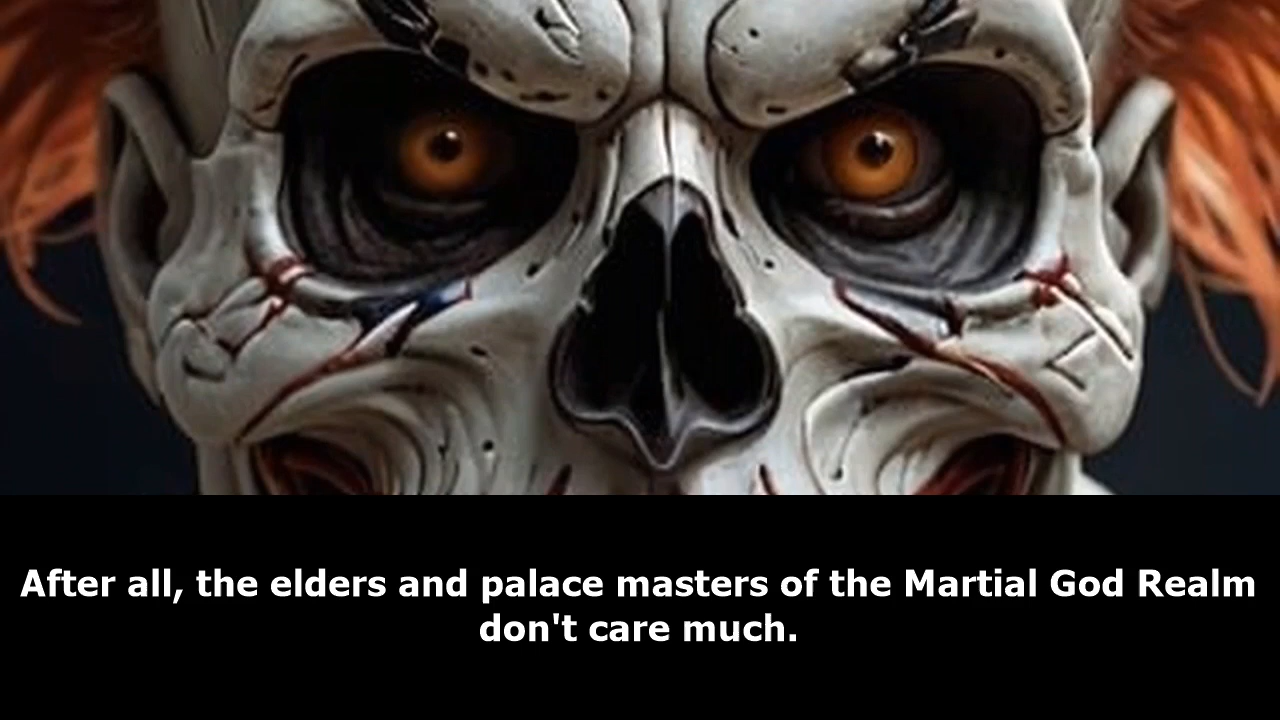 After all, the elders and palace masters of the Martial God Realm
don't care much.